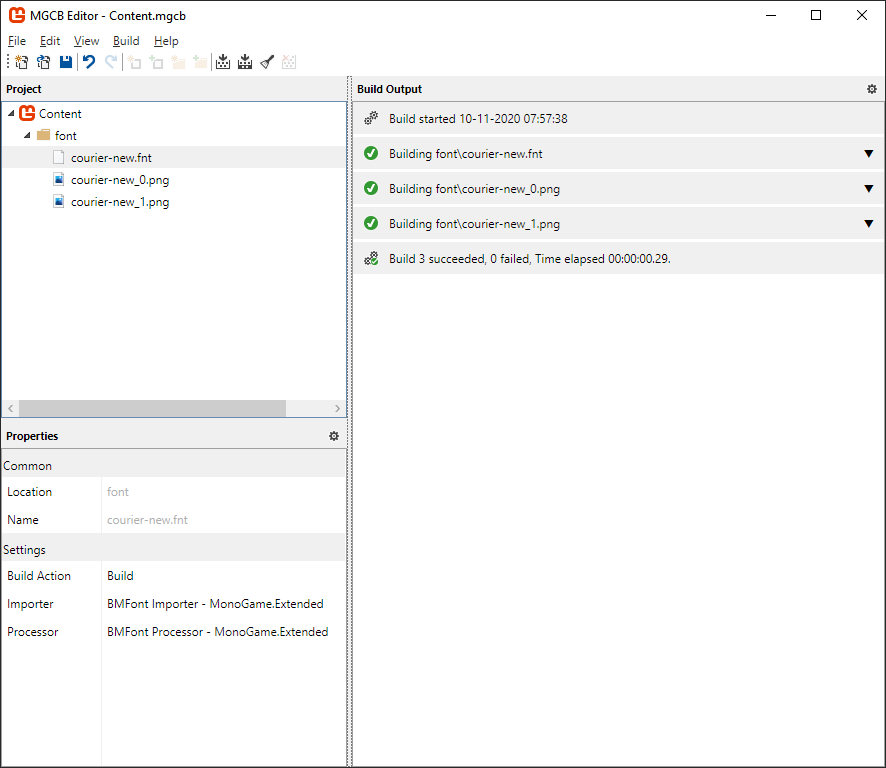 MGCB Editor - Content.mgcb
File Edit View Build Help
Project
Content
font
courier-new.fnt
courier-new_0.png
courier-new_1.png
Properties
Common
Location font
Name courier-new.fnt
Settings
Build Action Build
Importer BMFont Importer - MonoGame.Extended
Processor BMFont Processor - MonoGame.Extended
Build Output
Build started 10-11-2020 07:57:38
Building font\courier-new.fnt
Building font\courier-new_0.png
Building font\courier-new_1.png
Build 3 succeeded, 0 failed, Time elapsed 00:00:00.29.